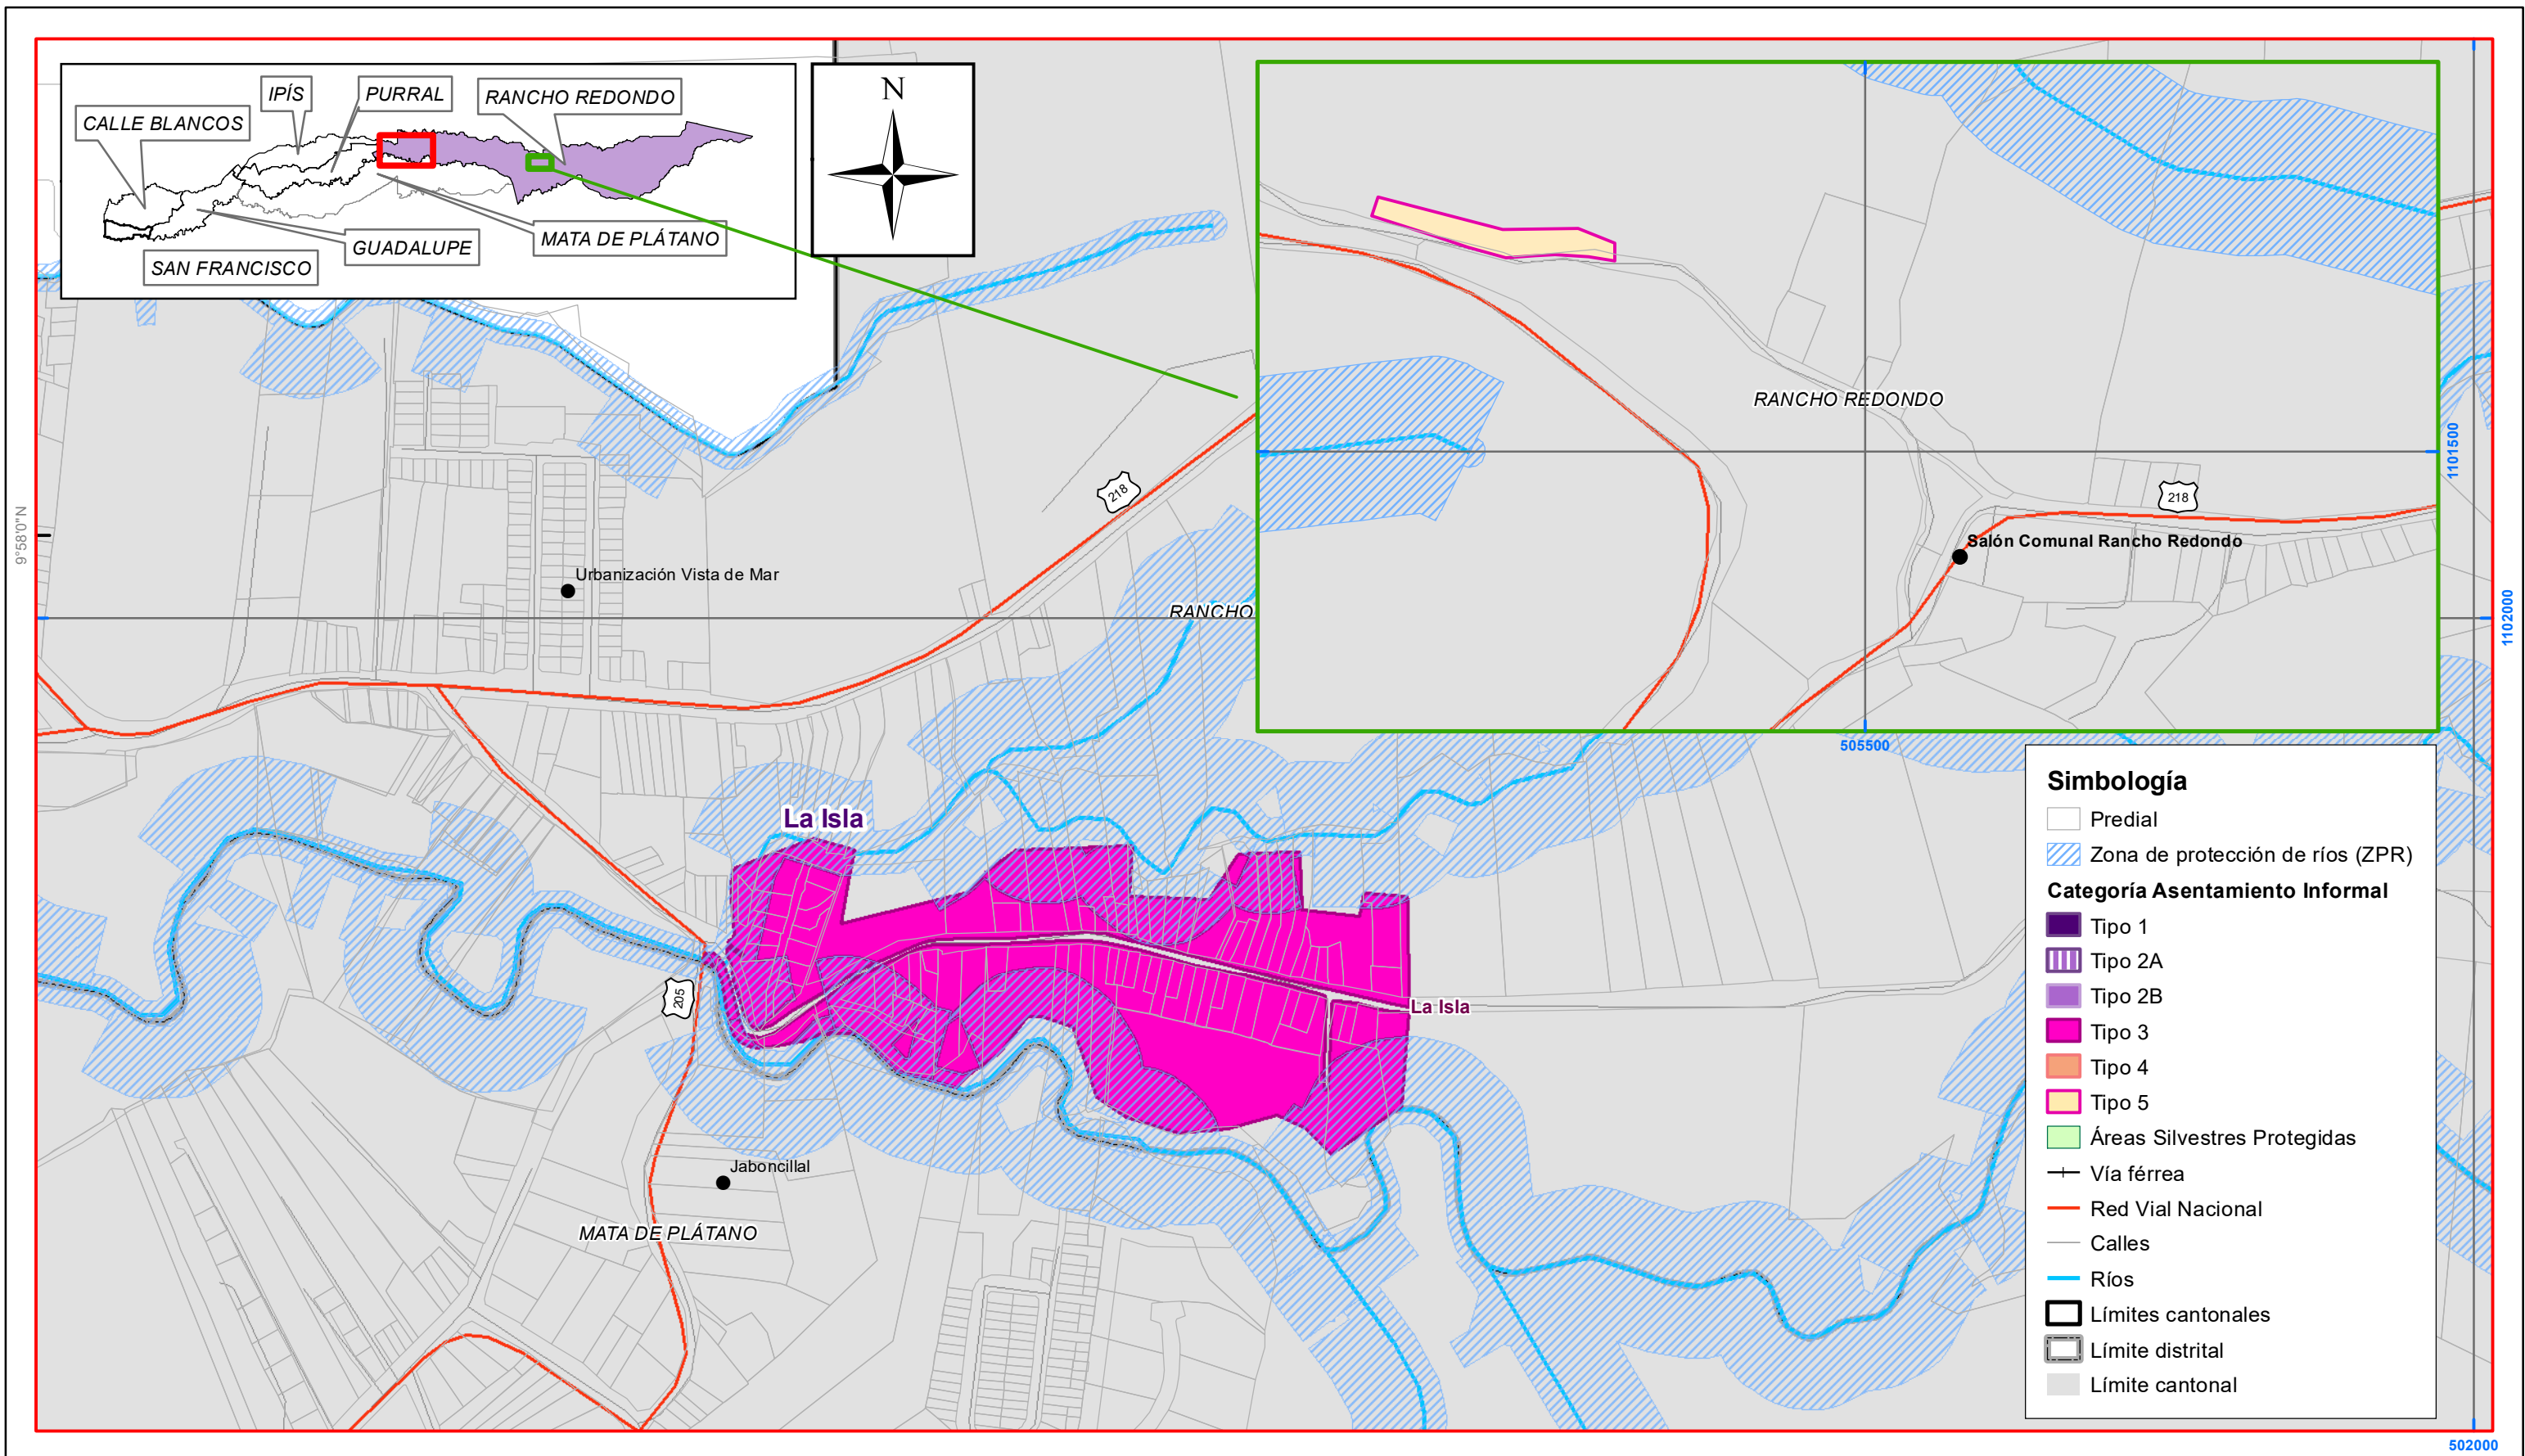 IPÍS
PURRAL
RANCHO REDONDO
CALLE BLANCOS
MATA DE PLÁTANO
GUADALUPE
SAN FRANCISCO
N
RANCHO REDONDO
1101500
218
Salón Comunal Rancho Redondo
505500
9°58'0"N
218
Urbanización Vista de Mar
RANCHO
1102000
La Isla
205
La Isla
Jaboncillal
MATA DE PLÁTANO
Simbología
Predial
Zona de protección de ríos (ZPR)
Categoría Asentamiento Informal
Tipo 1
Tipo 2A
Tipo 2B
Tipo 3
Tipo 4
Tipo 5
Áreas Silvestres Protegidas
Vía férrea
Red Vial Nacional
Calles
Ríos
Límites cantonales
Límite distrital
Límite cantonal
502000